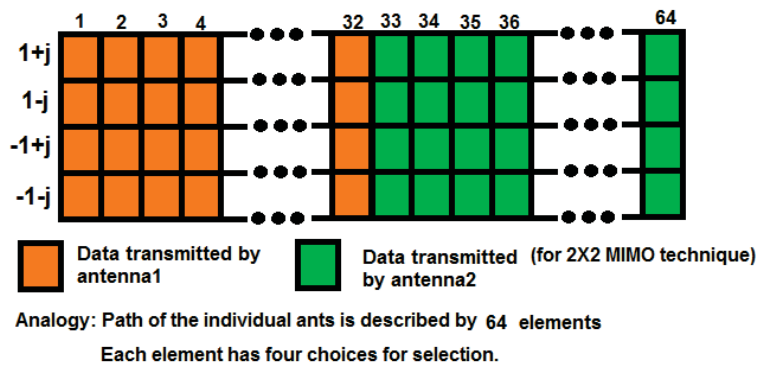 1 2 3 4 32 33 34 35 36 64
1+j
1-j
-1+j
-1-j
Data transmitted by antenna1
Data transmitted by antenna2
(for 2X2 MIMO technique)
Analogy: Path of the individual ants is described by 64 elements
Each element has four choices for selection.